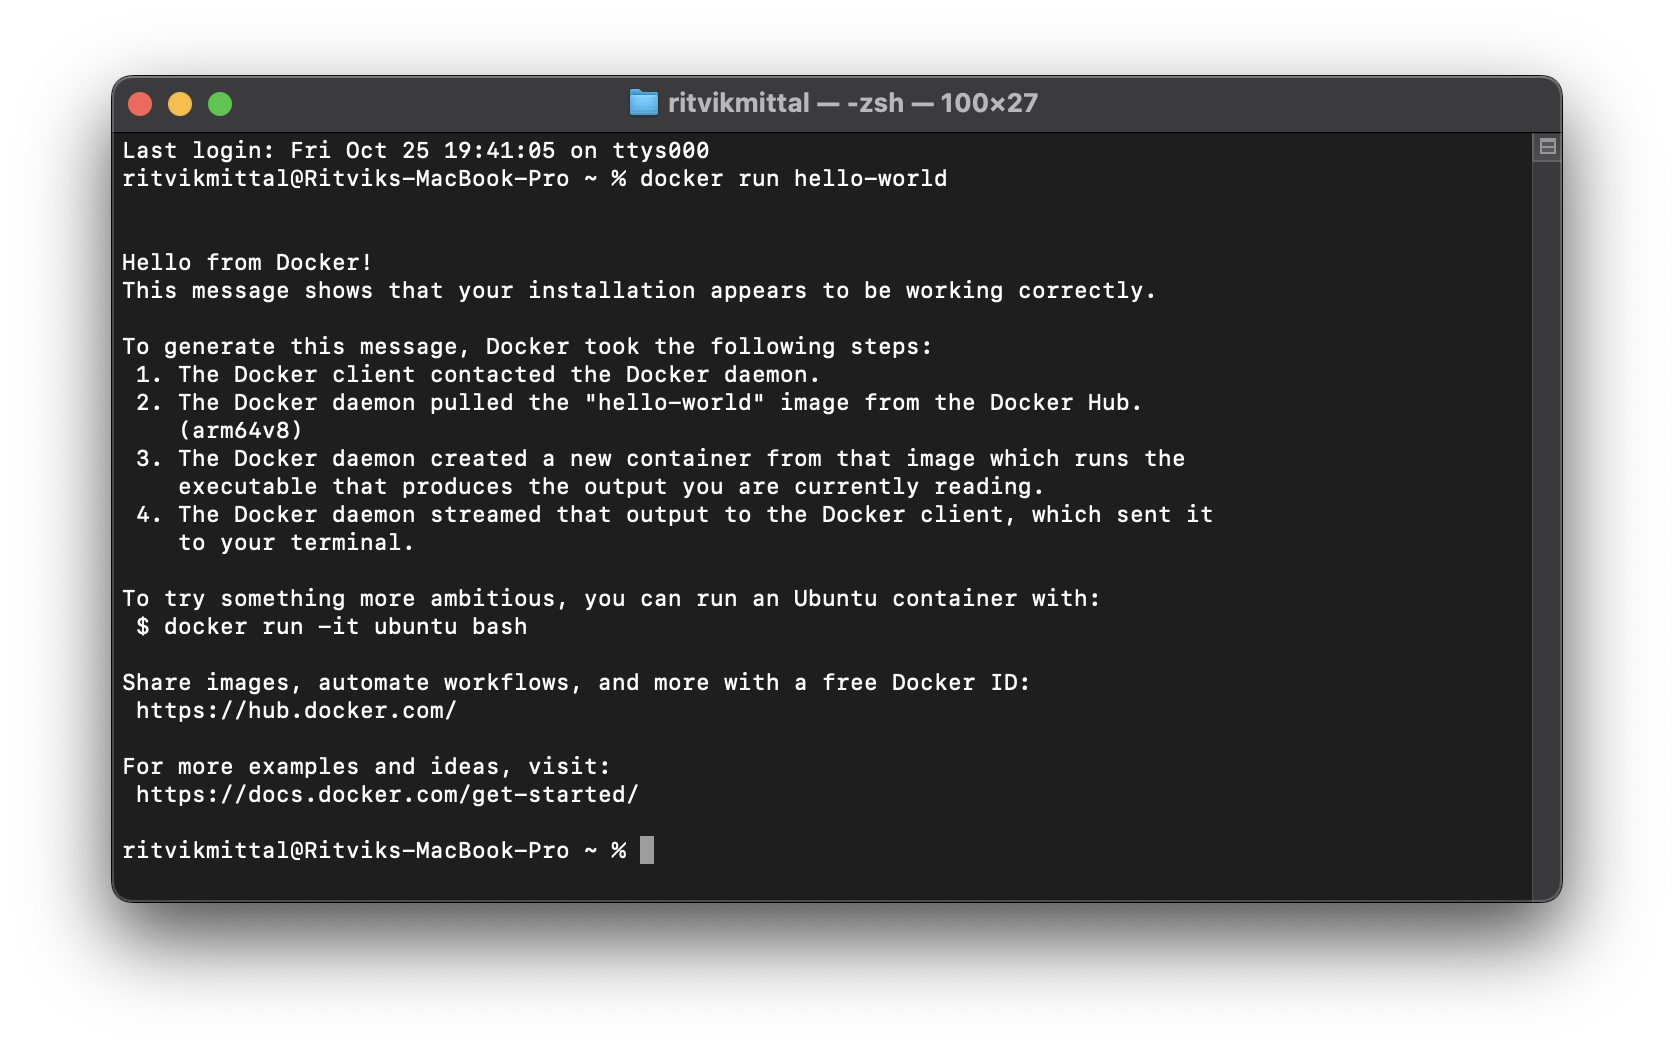 ritvikmittal — -zsh — 100×27
Last login: Fri Oct 25 19:41:05 on ttys000
ritvikmittal@Ritviks-MacBook-Pro ~ % docker run hello-world
Hello from Docker!
This message shows that your installation appears to be working correctly.
To generate this message, Docker took the following steps:
 1. The Docker client contacted the Docker daemon.
 2. The Docker daemon pulled the "hello-world" image from the Docker Hub.
    (arm64v8)
 3. The Docker daemon created a new container from that image which runs the
    executable that produces the output you are currently reading.
 4. The Docker daemon streamed that output to the Docker client, which sent it
    to your terminal.
To try something more ambitious, you can run an Ubuntu container with:
 $ docker run -it ubuntu bash
Share images, automate workflows, and more with a free Docker ID:
 https://hub.docker.com/
For more examples and ideas, visit:
 https://docs.docker.com/get-started/
ritvikmittal@Ritviks-MacBook-Pro ~ %